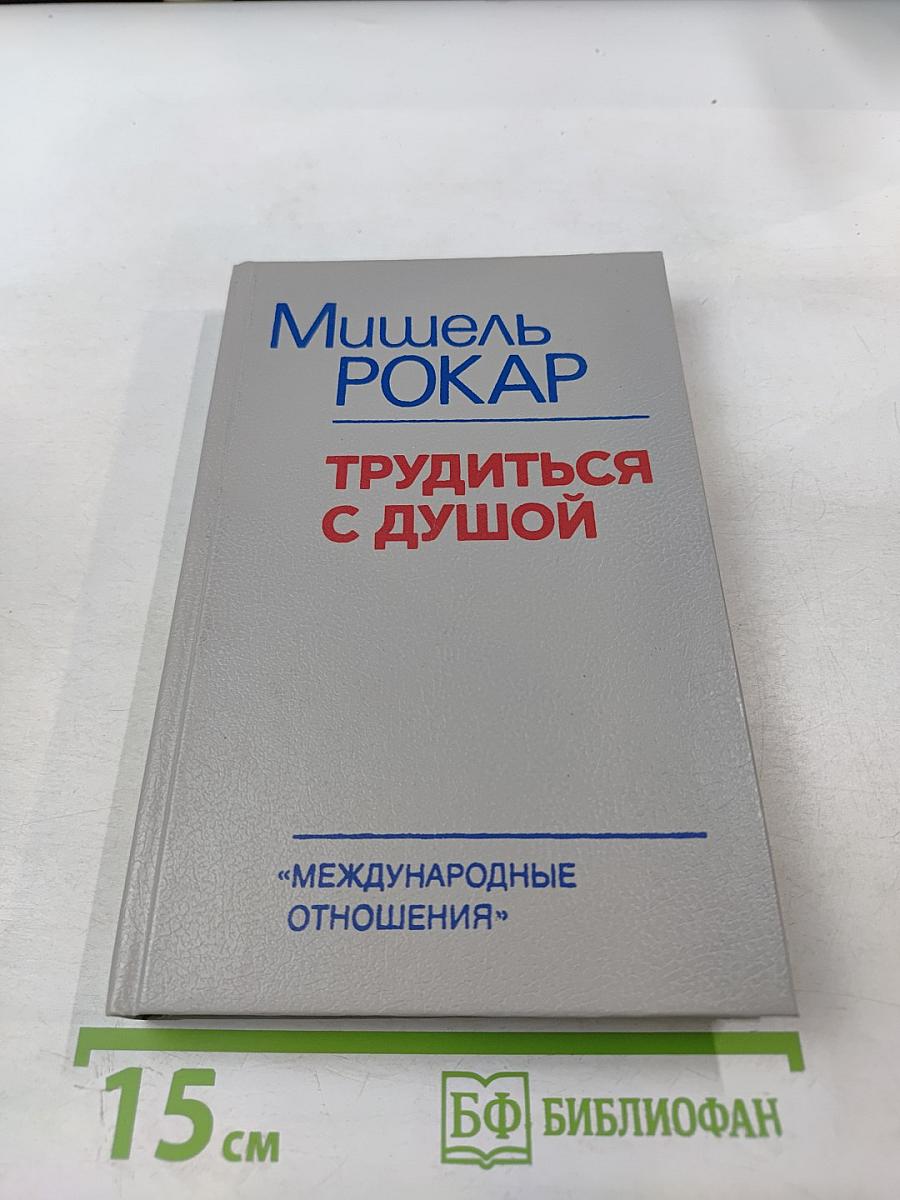 Мишель
РОКАР
ТРУДИТЬСЯ
С ДУШОЙ
«МЕЖДУНАРОДНЫЕ
ОТНОШЕНИЯ»
15 см
БФ БИБЛИОФАН